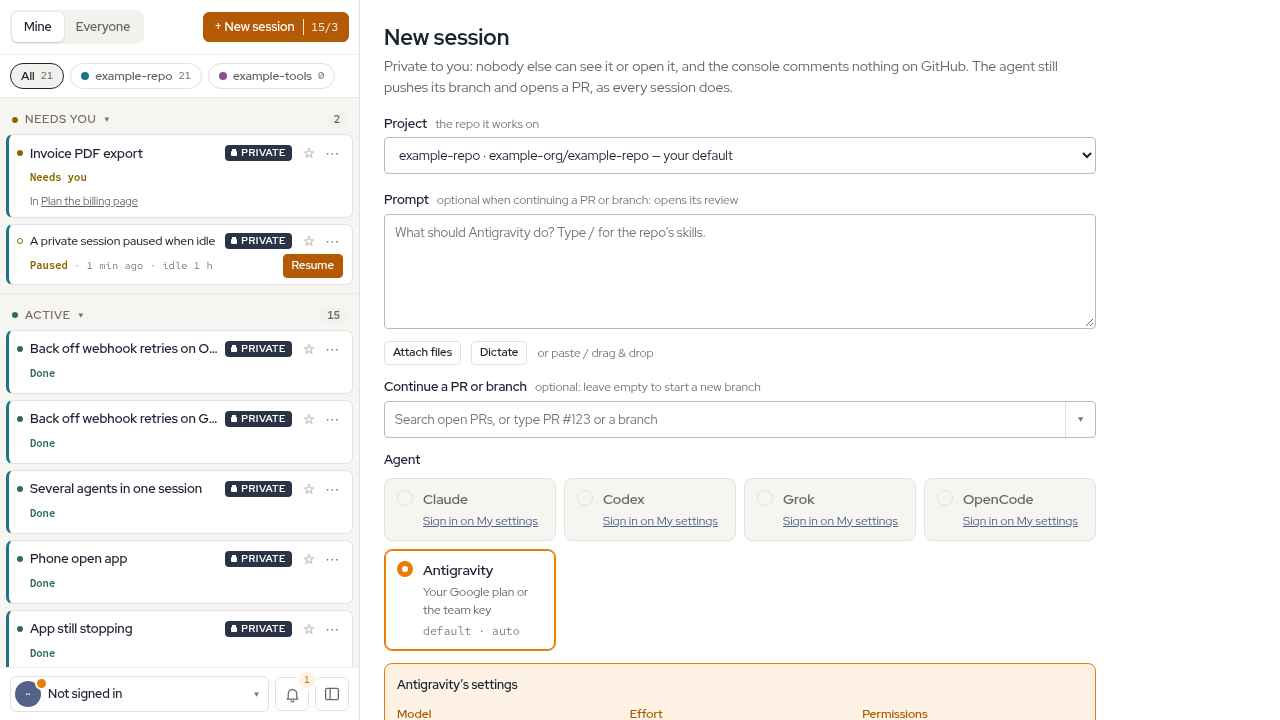 Mine
Everyone
+ New session
15/3
All 21
example-repo 21
example-tools 0
NEEDS YOU ▾
2
Invoice PDF export
PRIVATE
Needs you
In Plan the billing page
A private session paused when idle
PRIVATE
Paused · 1 min ago · idle 1 h
Resume
ACTIVE ▾
15
Back off webhook retries on O…
PRIVATE
Done
Back off webhook retries on G…
PRIVATE
Done
Several agents in one session
PRIVATE
Done
Phone open app
PRIVATE
Done
App still stopping
PRIVATE
Done
Not signed in
1
New session
Private to you: nobody else can see it or open it, and the console comments nothing on GitHub. The agent still
pushes its branch and opens a PR, as every session does.
Project the repo it works on
example-repo · example-org/example-repo — your default
Prompt optional when continuing a PR or branch: opens its review
What should Antigravity do? Type / for the repo's skills.
Attach files
Dictate
or paste / drag & drop
Continue a PR or branch optional: leave empty to start a new branch
Search open PRs, or type PR #123 or a branch
Agent
Claude
Sign in on My settings
Codex
Sign in on My settings
Grok
Sign in on My settings
OpenCode
Sign in on My settings
Antigravity
Your Google plan or
the team key
default · auto
Antigravity's settings
Model
Effort
Permissions